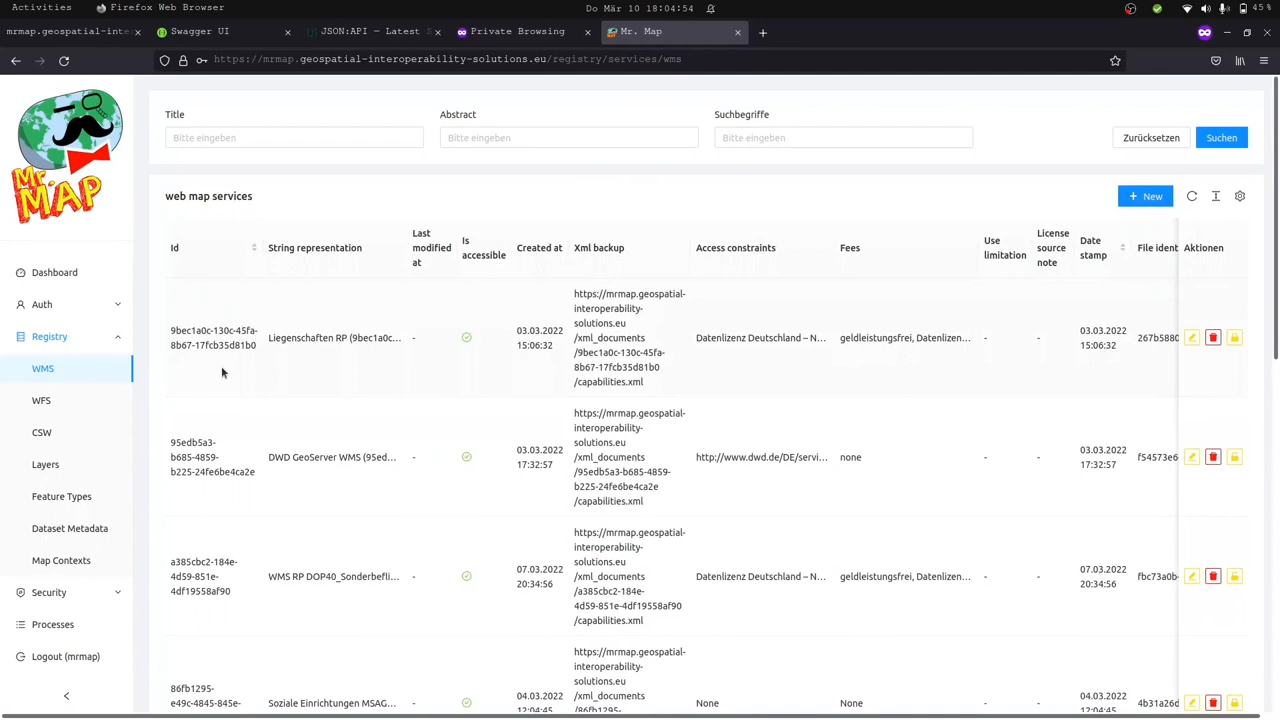 Activities
Firefox Web Browser
Do Mär 10 18:04:54
45 %
mrmap.geospatial-inte
Swagger UI
JSON:API — Latest S
Private Browsing
Mr. Map
https://mrmap.geospatial-interoperability-solutions.eu/registry/services/wms
MR.
MAP
Dashboard
Auth
Registry
WMS
WFS
CSW
Layers
Feature Types
Dataset Metadata
Map Contexts
Security
Processes
Logout (mrmap)
Title
Abstract
Suchbegriffe
Bitte eingeben
Bitte eingeben
Bitte eingeben
Zurücksetzen
Suchen
web map services
+ New
Id
String representation
Last
modified
at
Is
accessible
Created at
Xml backup
Access constraints
Fees
Use
limitation
License
source
note
Date
stamp
File ident
Aktionen
9bec1a0c-130c-45fa-
8b67-17fcb35d81b0
Liegenschaften RP (9bec1a0c...
-
03.03.2022
15:06:32
https://mrmap.geospatial-
interoperability-
solutions.eu
/xml_documents
/9bec1a0c-130c-45fa-
8b67-17fcb35d81b0
/capabilities.xml
Datenlizenz Deutschland – N...
geldleistungsfrei, Datenlizen...
-
-
03.03.2022
15:06:32
267b5880
95edb5a3-
b685-4859-
b225-24fe6be4ca2e
DWD GeoServer WMS (95ed...
-
03.03.2022
17:32:57
https://mrmap.geospatial-
interoperability-
solutions.eu
/xml_documents
/95edb5a3-b685-4859-
b225-24fe6be4ca2e
/capabilities.xml
http://www.dwd.de/DE/servi...
none
-
-
03.03.2022
17:32:57
f54573e6
a385cbc2-184e-
4d59-851e-
4df19558af90
WMS RP DOP40_Sonderbefli...
-
07.03.2022
20:34:56
https://mrmap.geospatial-
interoperability-
solutions.eu
/xml_documents
/a385cbc2-184e-
4d59-851e-4df19558af90
/capabilities.xml
Datenlizenz Deutschland – N...
geldleistungsfrei, Datenlizen...
-
-
07.03.2022
20:34:56
fbc73a0b
86fb1295-
e49c-4845-845e-
Soziale Einrichtungen MSAG...
-
04.03.2022
12:04:45
https://mrmap.geospatial-
interoperability-
solutions.eu
/xml_documents
/86fb1295-
None
None
-
-
04.03.2022
12:04:45
4b31a26d